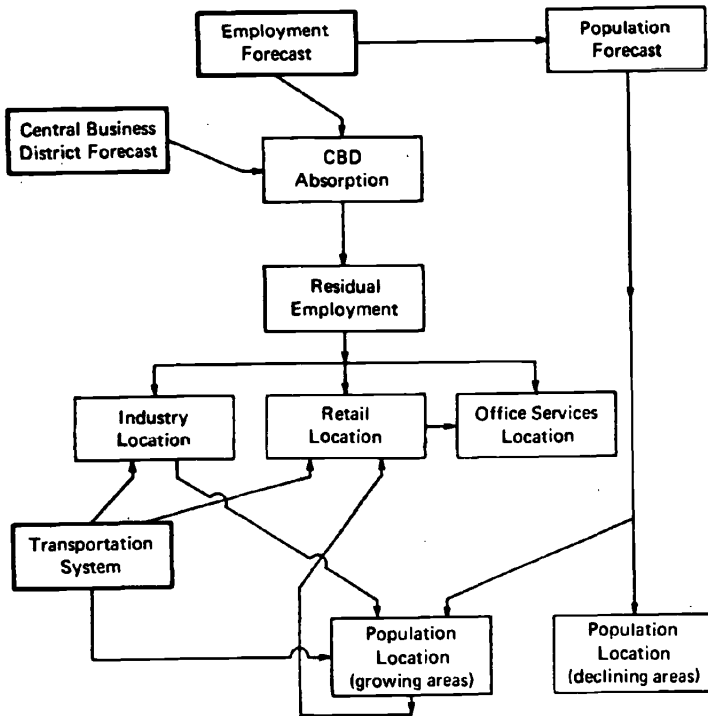 Employment
Forecast
Population
Forecast
Central Business
District Forecast
CBD
Absorption
Residual
Employment
Industry
Location
Retail
Location
Office Services
Location
Transportation
System
Population
Location
(growing areas)
Population
Location
(declining areas)